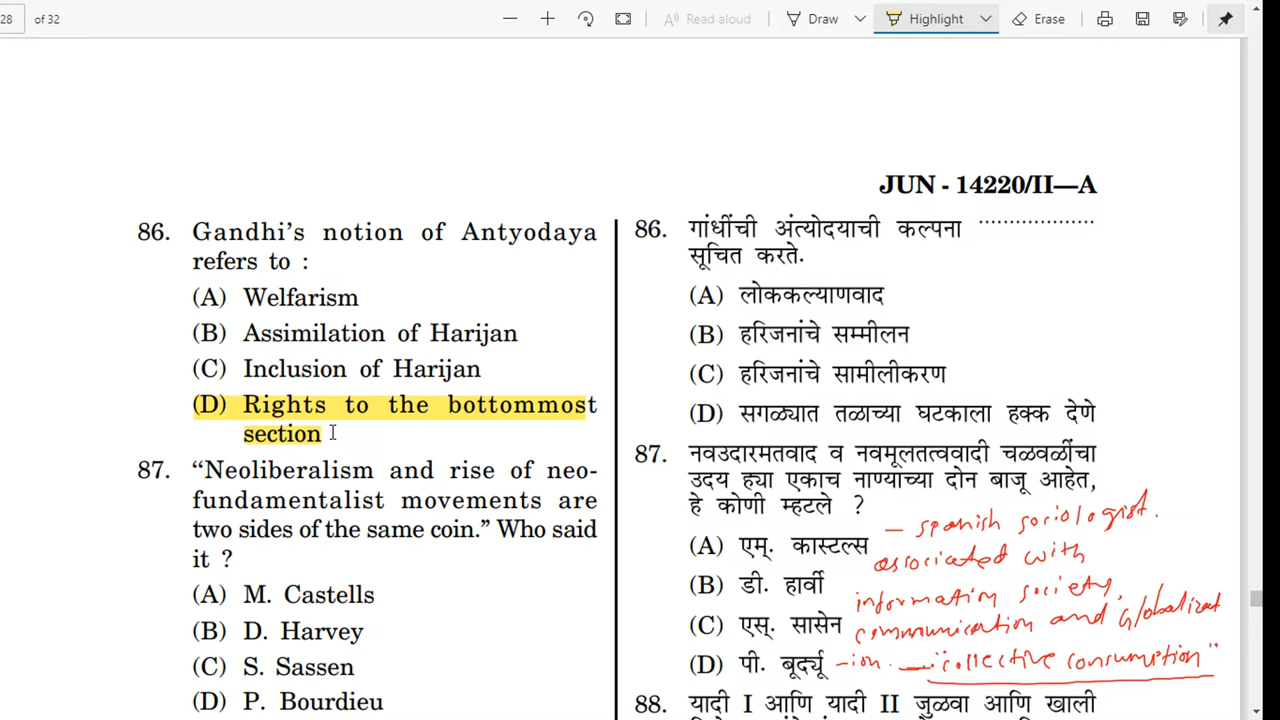 28 of 32
Read aloud
Draw
Highlight
Erase
JUN - 14220/II—A
86. Gandhi's notion of Antyodaya
refers to :
(A) Welfarism
(B) Assimilation of Harijan
(C) Inclusion of Harijan
(D) Rights to the bottommost
section
87. “Neoliberalism and rise of neo-
fundamentalist movements are
two sides of the same coin.” Who said
it ?
(A) M. Castells
(B) D. Harvey
(C) S. Sassen
(D) P. Bourdieu
86. गांधींची अंत्योदयाची कल्पना ...................
सूचित करते.
(A) लोककल्याणवाद
(B) हरिजनांचे सम्मीलन
(C) हरिजनांचे सामीलीकरण
(D) सगळ्यात तळाच्या घटकाला हक्क देणे
87. नवउदारमतवाद व नवमूलतत्ववादी चळवळींचा
उदय ह्या एकाच नाण्याच्या दोन बाजू आहेत,
हे कोणी म्हटले ?
(A) एम्. कास्टल्स
(B) डी. हार्वी
(C) एस्. सासेन
(D) पी. बूर्द्यू
— spanish sociologist.
associated with
information society,
communication and Globalizat
-ion. — "collective consumption"
88. यादी I आणि यादी II जुळवा आणि खाली